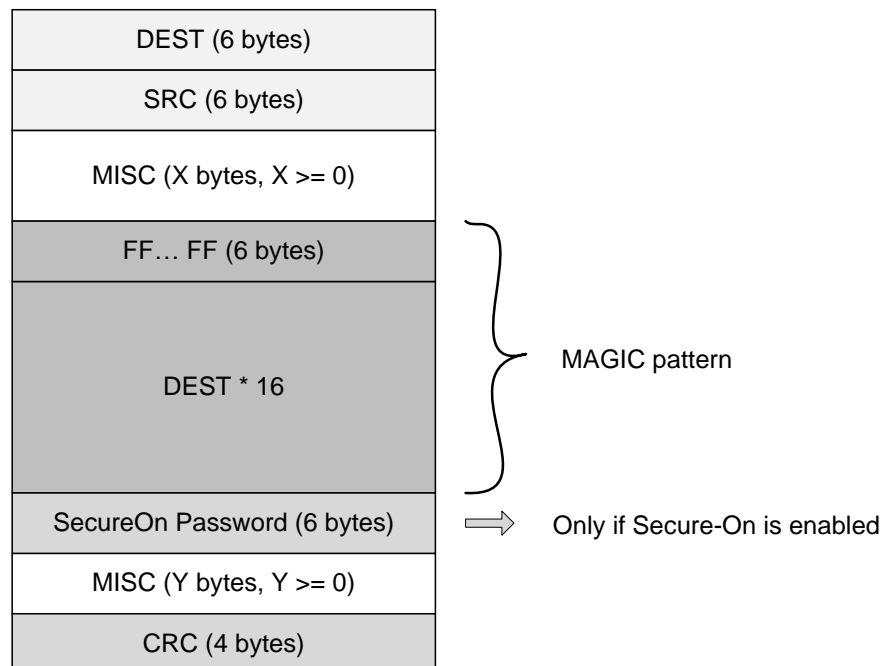 DEST (6 bytes)
SRC (6 bytes)
MISC (X bytes, X >= 0)
FF… FF (6 bytes)
DEST * 16
MAGIC pattern
SecureOn Password (6 bytes)
Only if Secure-On is enabled
MISC (Y bytes, Y >= 0)
CRC (4 bytes)